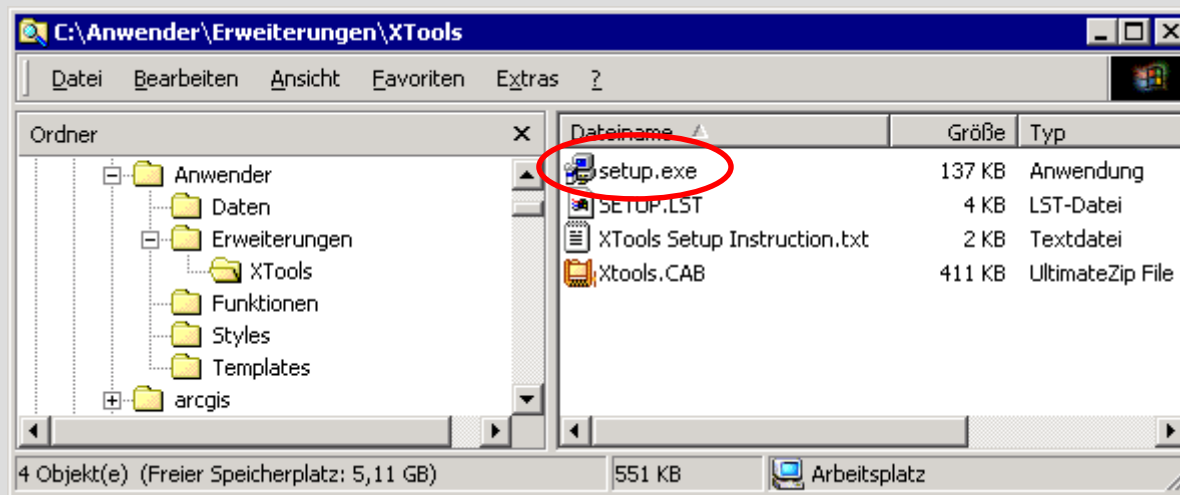 C:\Anwender\Erweiterungen\XTools
Datei Bearbeiten Ansicht Favoriten Extras ?
Ordner
Anwender
Daten
Erweiterungen
XTools
Funktionen
Styles
Templates
arcgis
Dateiname Größe Typ
setup.exe 137 KB Anwendung
SETUP.LST 4 KB LST-Datei
XTools Setup Instruction.txt 2 KB Textdatei
Xtools.CAB 411 KB UltimateZip File
4 Objekt(e) (Freier Speicherplatz: 5,11 GB) 551 KB Arbeitsplatz